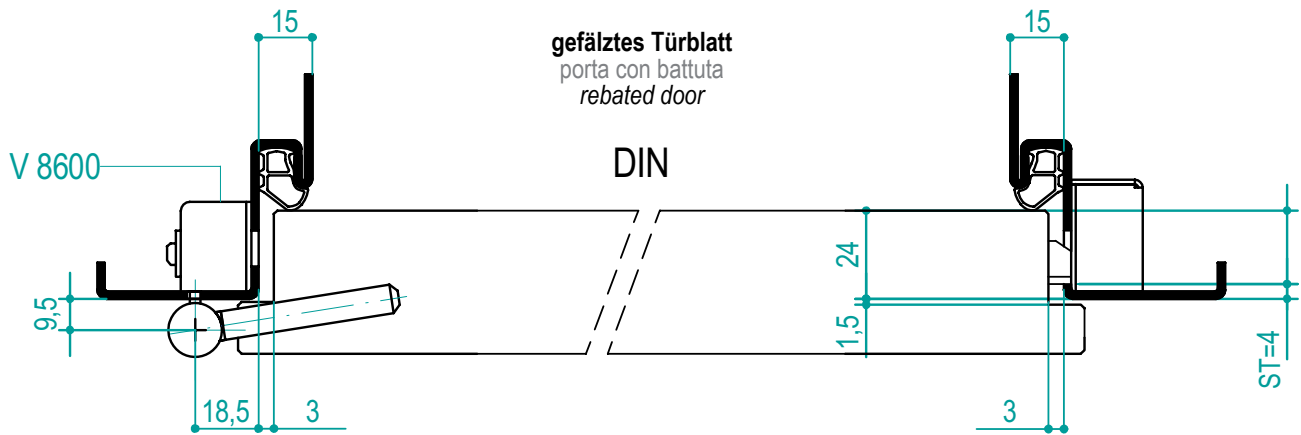 15
gefälztes Türblatt
porta con battuta
rebated door
15
V 8600
DIN
24
9,5
1,5
ST=4
18,5
3
3